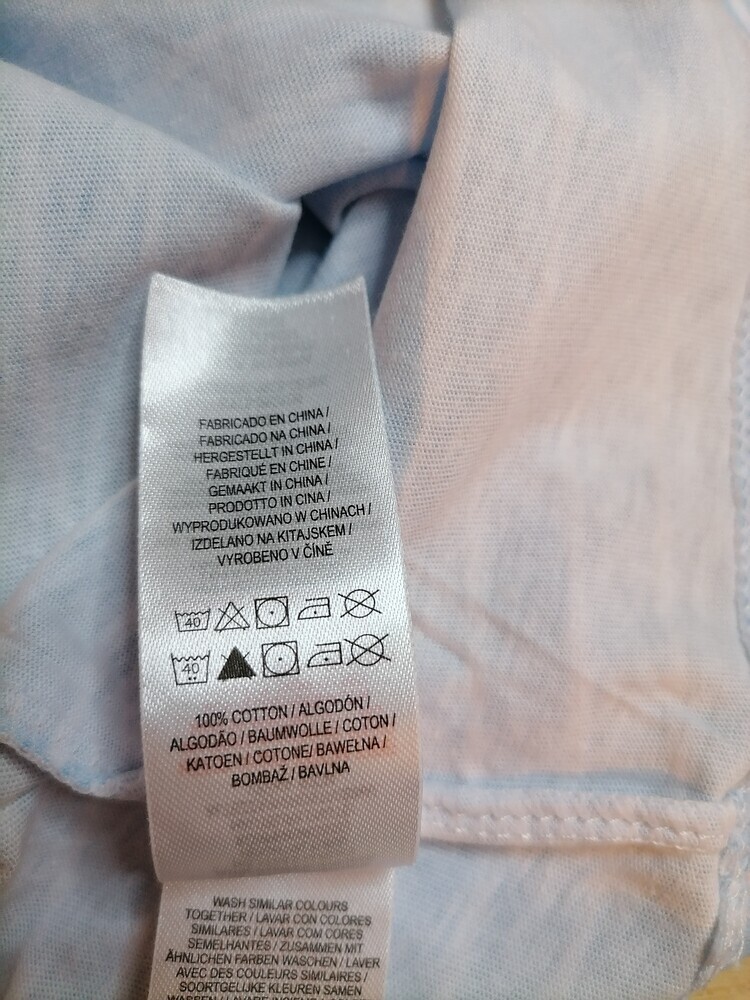 FABRICADO EN CHINA /
FABRICADO NA CHINA /
HERGESTELLT IN CHINA /
FABRIQUÉ EN CHINE /
GEMAAKT IN CHINA /
PRODOTTO IN CINA /
WYPRODUKOWANO W CHINACH /
IZDELANO NA KITAJSKEM /
VYROBENO V ČÍNĚ
40
40
100% COTTON / ALGODÓN /
ALGODÃO / BAUMWOLLE / COTON /
KATOEN / COTONE/ BAWEŁNA /
BOMBAŽ / BAVLNA
WASH SIMILAR COLOURS
TOGETHER / LAVAR CON COLORES
SIMILARES / LAVAR COM CORES
SEMELHANTES / ZUSAMMEN MIT
ÄHNLICHEN FARBEN WASCHEN / LAVER
AVEC DES COULEURS SIMILAIRES /
SOORTGELIJKE KLEUREN SAMEN
WASSEN / LAVARE